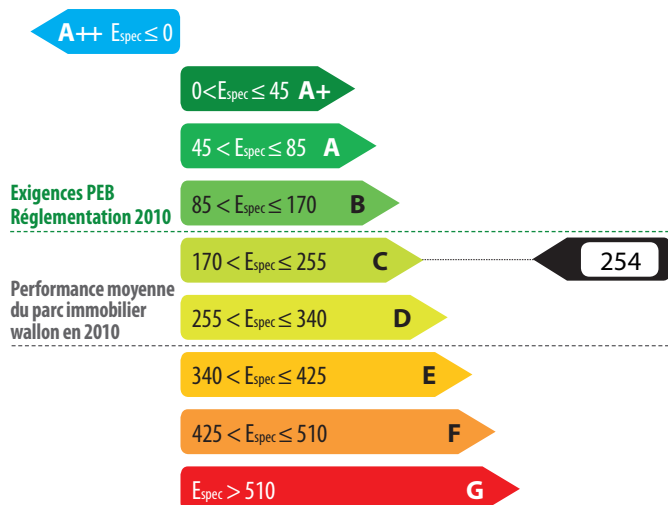 A++ Espec ≤ 0
0<Espec ≤ 45 A+
45 < Espec ≤ 85 A
Exigences PEB
Réglementation 2010
85 < Espec ≤ 170 B
170 < Espec ≤ 255 C
254
Performance moyenne
du parc immobilier
wallon en 2010
255 < Espec ≤ 340 D
340 < Espec ≤ 425 E
425 < Espec ≤ 510 F
Espec > 510 G